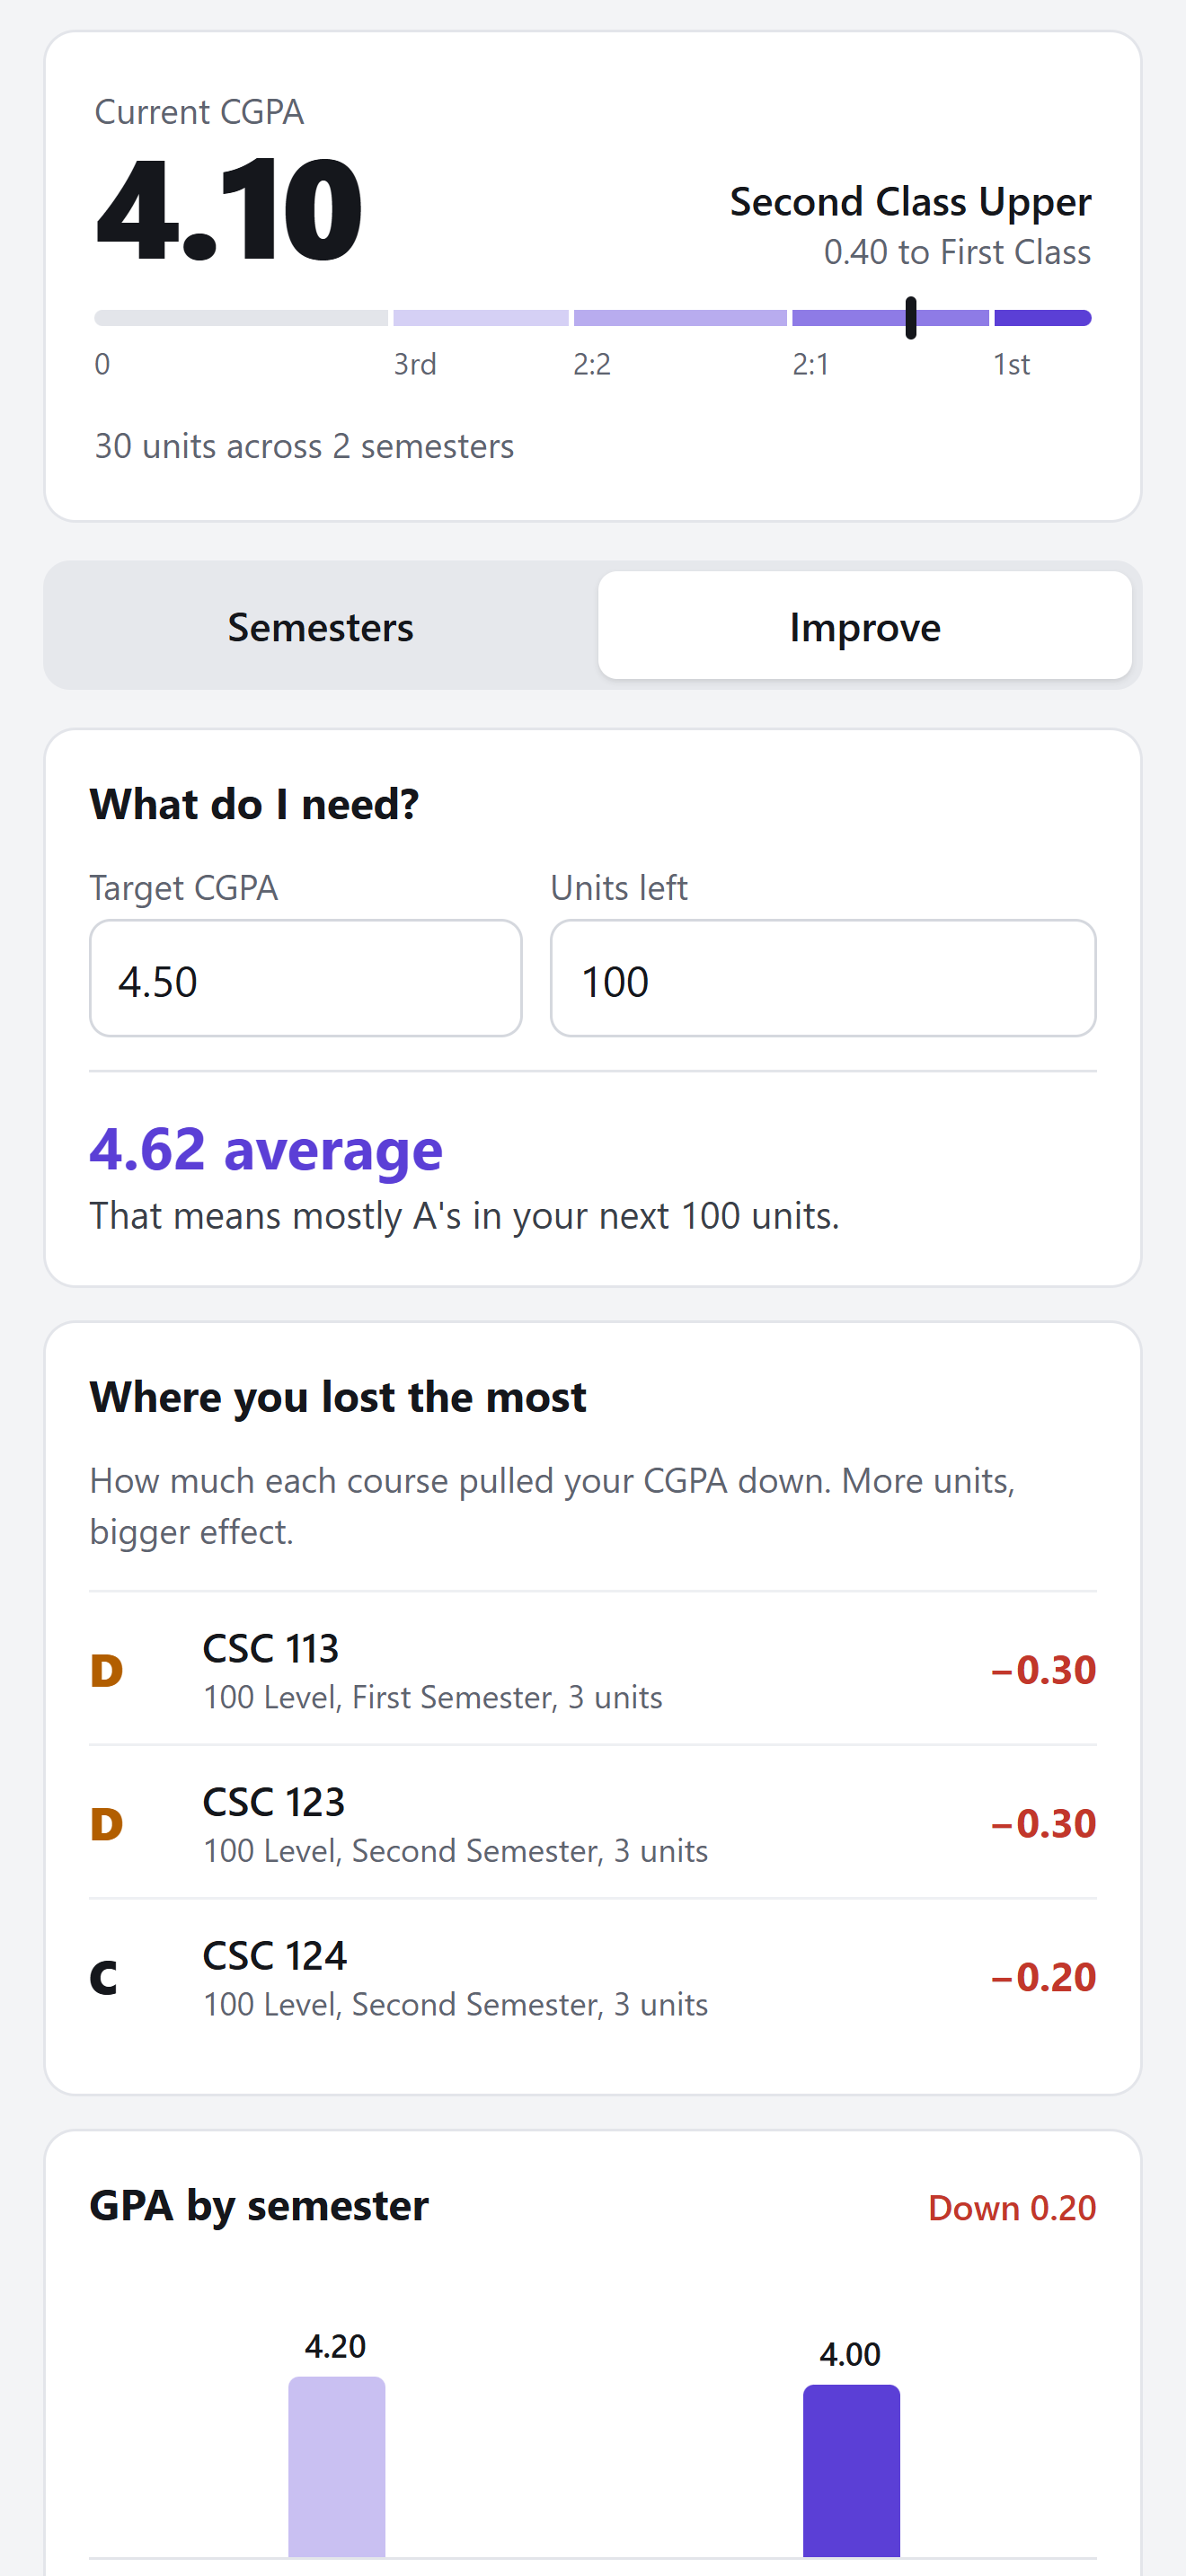 Current CGPA
4.10
Second Class Upper
0.40 to First Class
0 3rd 2:2 2:1 1st
30 units across 2 semesters
Semesters Improve
What do I need?
Target CGPA Units left
4.50 100
4.62 average
That means mostly A's in your next 100 units.
Where you lost the most
How much each course pulled your CGPA down. More units,
bigger effect.
D CSC 113 −0.30
100 Level, First Semester, 3 units
D CSC 123 −0.30
100 Level, Second Semester, 3 units
C CSC 124 −0.20
100 Level, Second Semester, 3 units
GPA by semester Down 0.20
4.20 4.00